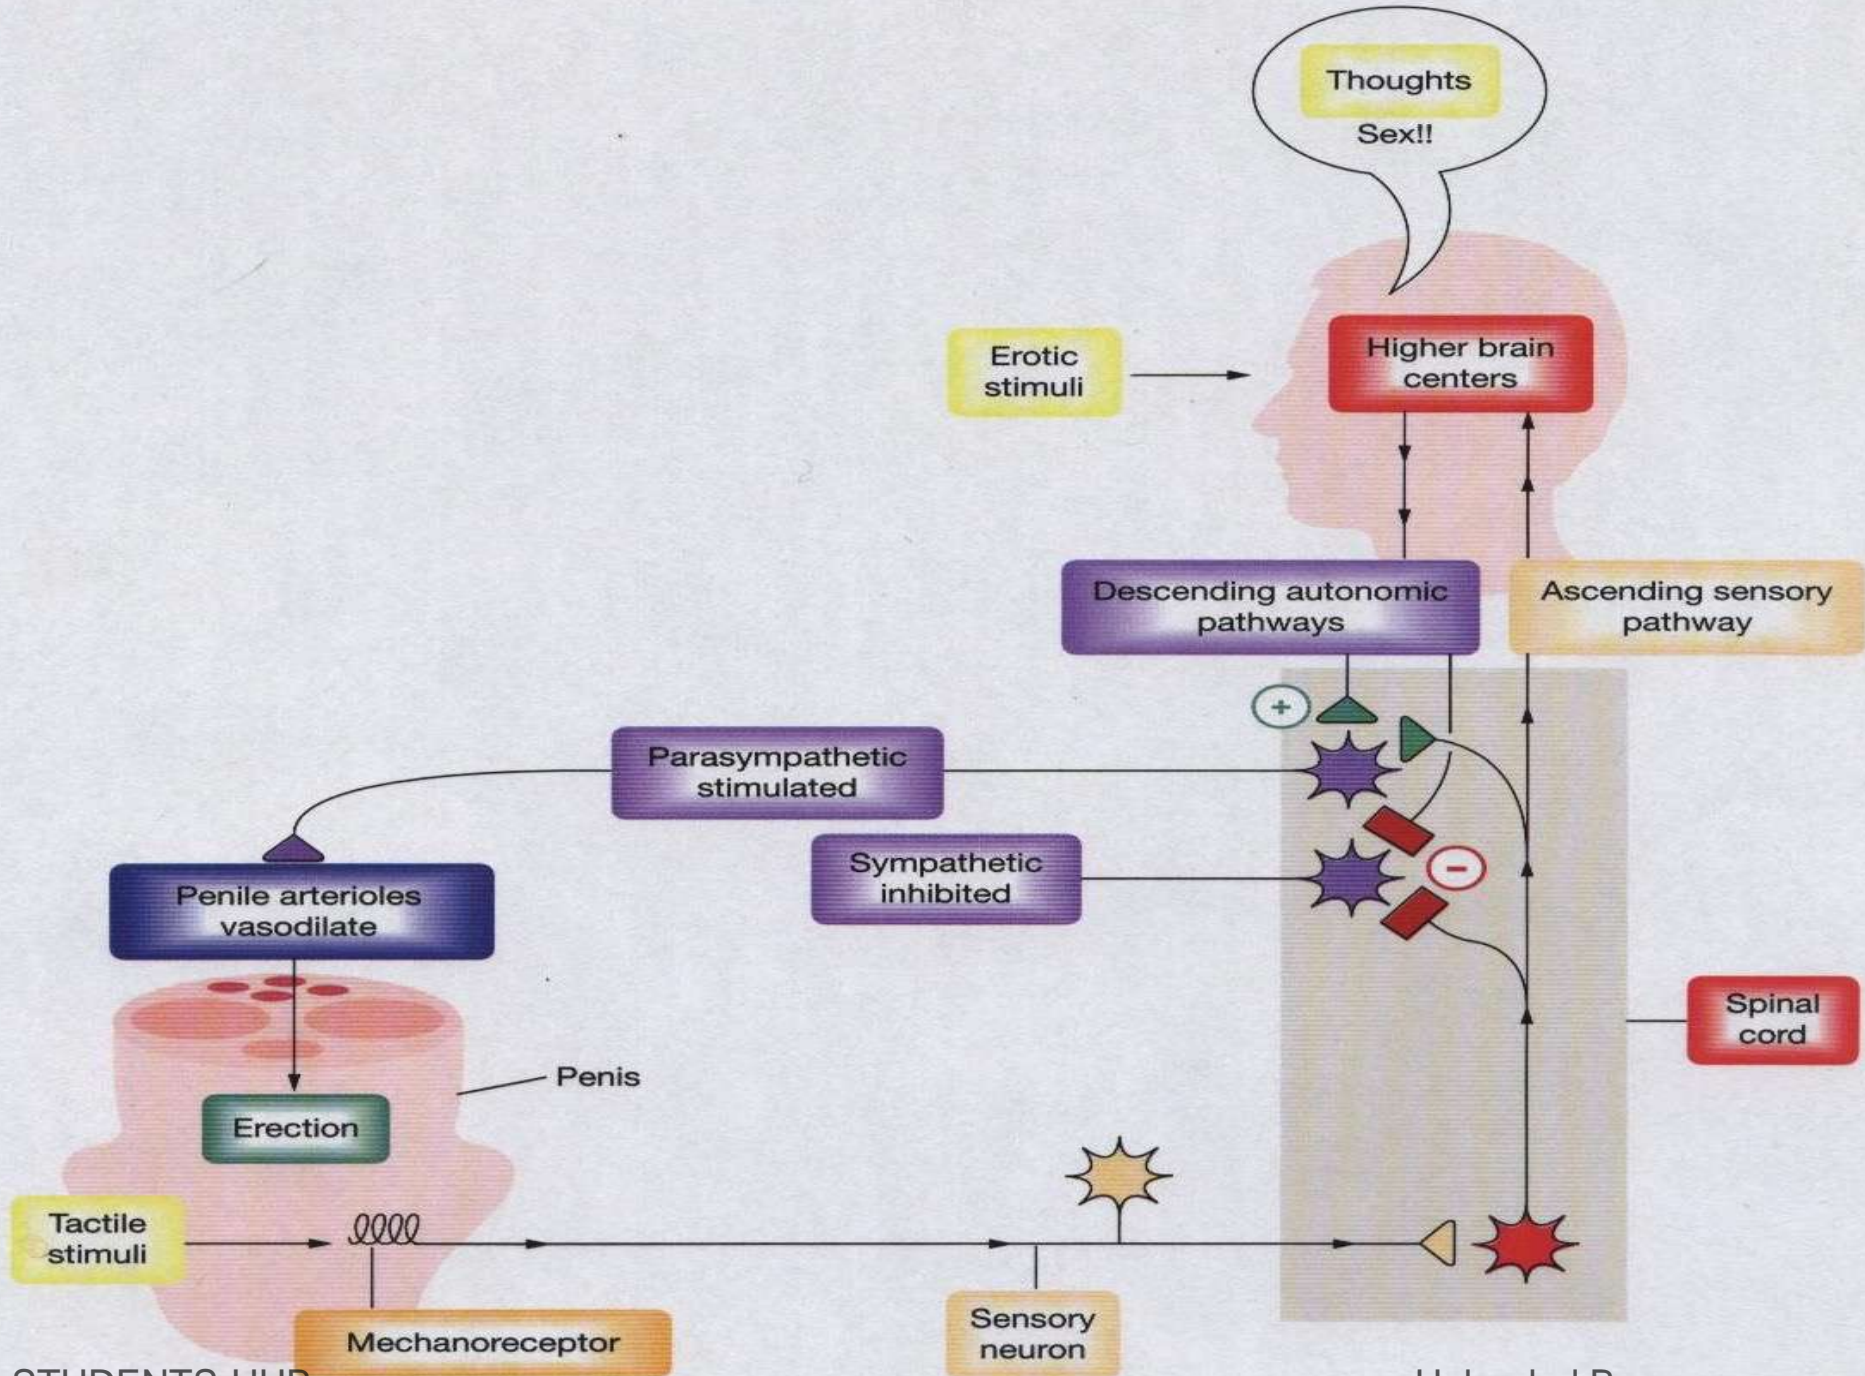 Thoughts
Sex!!
Erotic
stimuli
Higher brain
centers
Descending autonomic
pathways
Ascending sensory
pathway
+
Parasympathetic
stimulated
Sympathetic
inhibited
−
Penile arterioles
vasodilate
Spinal
cord
Penis
Erection
Tactile
stimuli
Mechanoreceptor
Sensory
neuron